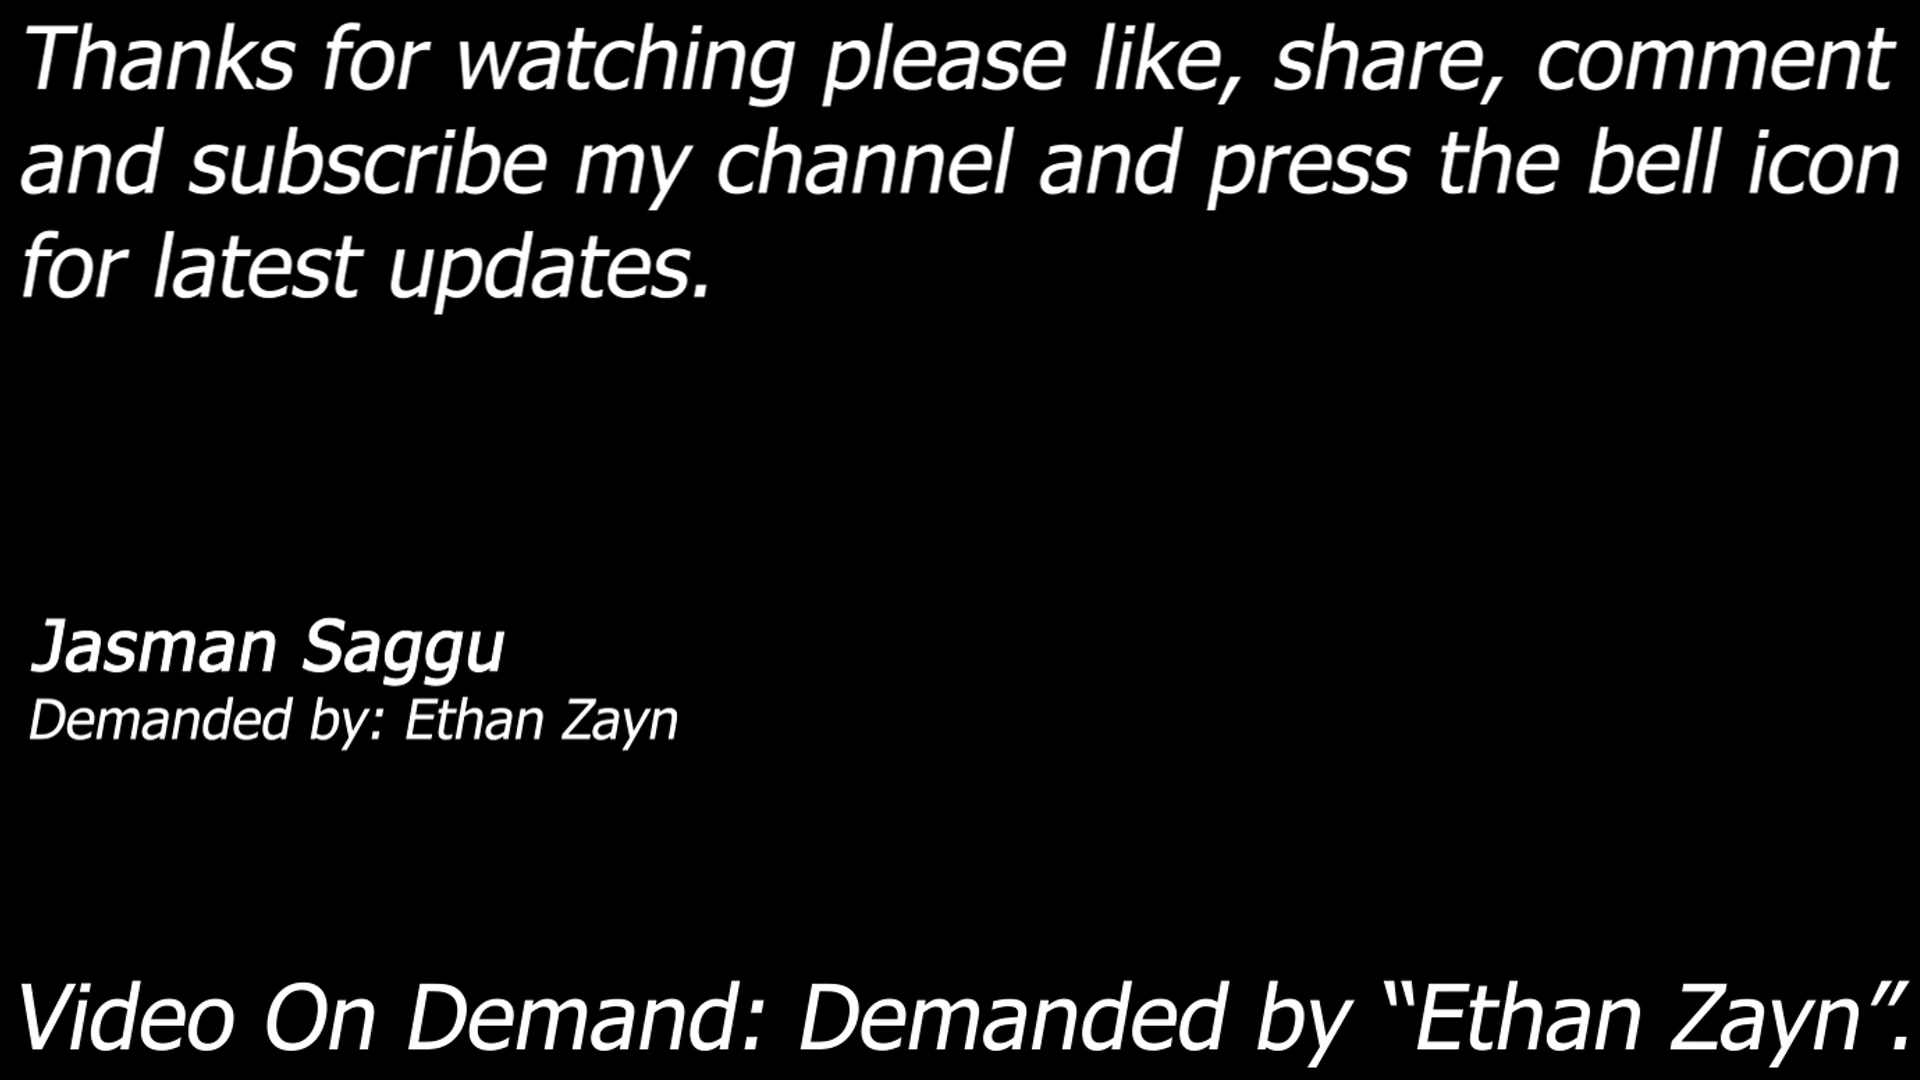 Thanks for watching please like, share, comment
and subscribe my channel and press the bell icon
for latest updates.
Jasman Saggu
Demanded by: Ethan Zayn
Video On Demand: Demanded by “Ethan Zayn”.